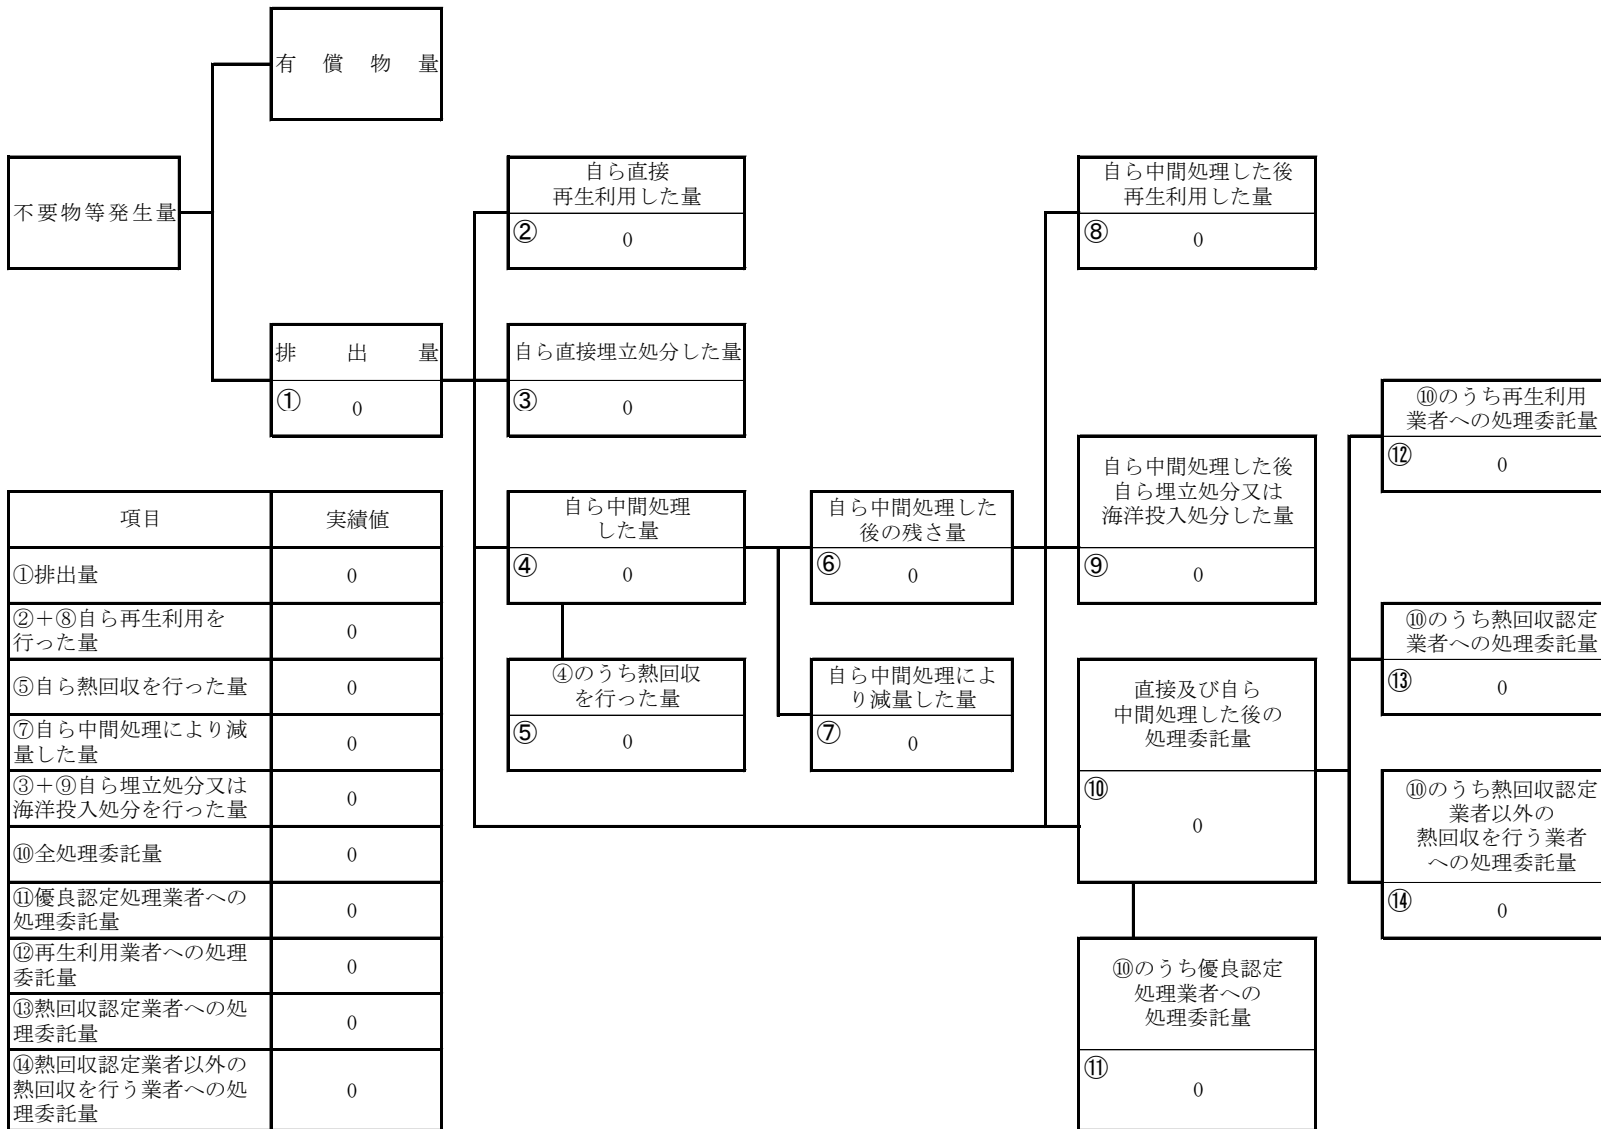 有償物量
不要物等発生量
排出量
① 0
自ら直接
再生利用した量
② 0
自ら直接埋立処分した量
③ 0
自ら中間処理
した量
④ 0
④のうち熱回収
を行った量
⑤ 0
自ら中間処理した
後の残さ量
⑥ 0
自ら中間処理によ
り減量した量
⑦ 0
自ら中間処理した後
再生利用した量
⑧ 0
自ら中間処理した後
自ら埋立処分又は
海洋投入処分した量
⑨ 0
直接及び自ら
中間処理した後の
処理委託量
⑩
0
⑩のうち優良認定
処理業者への
処理委託量
⑪
0
⑩のうち再生利用
業者への処理委託量
⑫ 0
⑩のうち熱回収認定
業者への処理委託量
⑬ 0
⑩のうち熱回収認定
業者以外の
熱回収を行う業者
への処理委託量
⑭ 0
項目 実績値
①排出量 0
②+⑧自ら再生利用を
行った量 0
⑤自ら熱回収を行った量 0
⑦自ら中間処理により減
量した量 0
③+⑨自ら埋立処分又は
海洋投入処分を行った量 0
⑩全処理委託量 0
⑪優良認定処理業者への
処理委託量 0
⑫再生利用業者への処理
委託量 0
⑬熱回収認定業者への処
理委託量 0
⑭熱回収認定業者以外の
熱回収を行う業者への処
理委託量 0